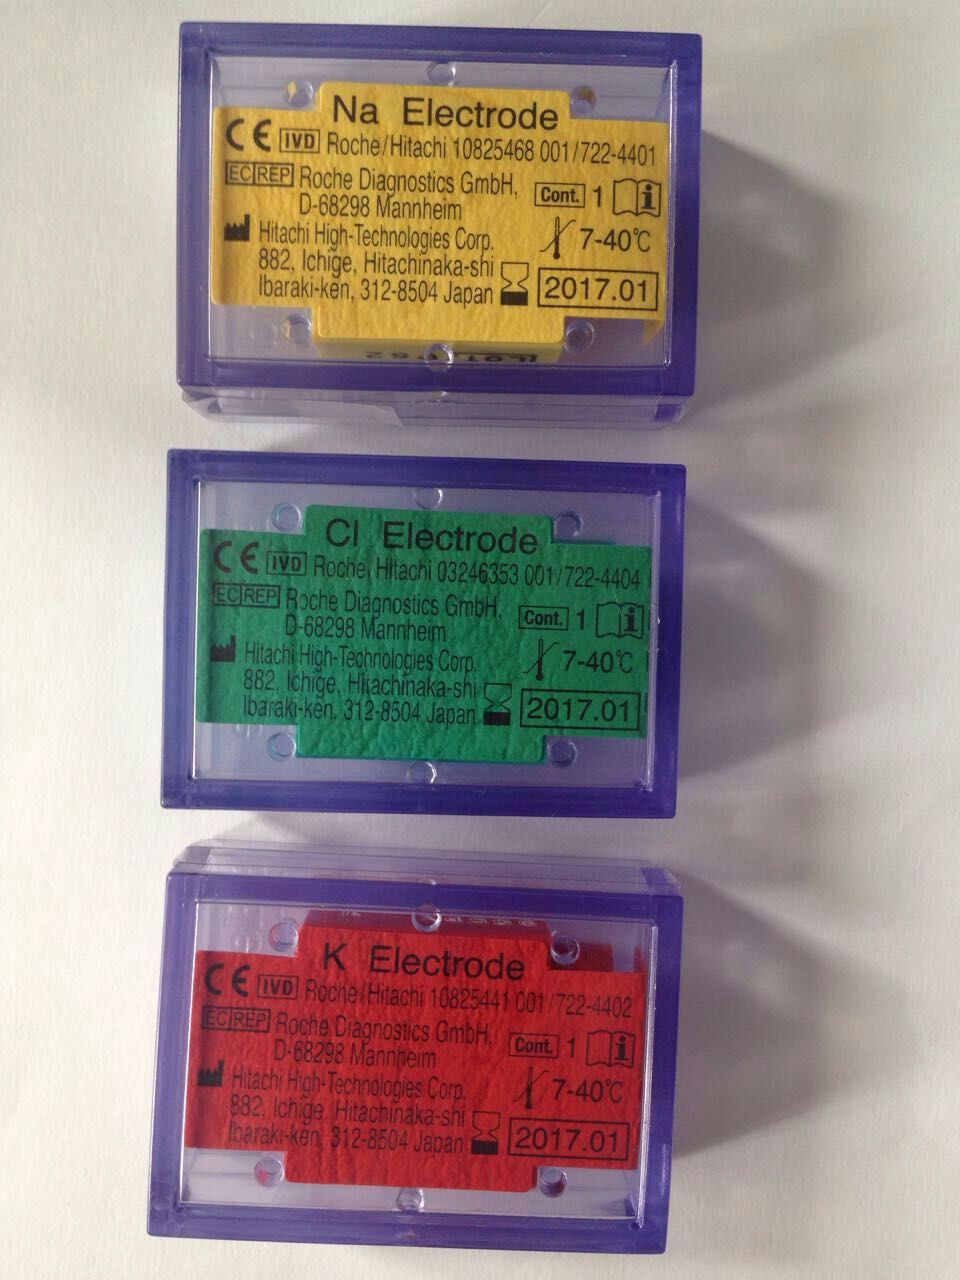 Na Electrode
CE IVD Roche/Hitachi 10825468 001/722-4401
EC REP Roche Diagnostics GmbH,
D-68298 Mannheim
Cont. 1 i
Hitachi High-Technologies Corp.
7-40℃
882, Ichige, Hitachinaka-shi
Ibaraki-ken, 312-8504 Japan
2017.01
Cl Electrode
CE IVD Roche/Hitachi 03246353 001/722-4404
EC REP Roche Diagnostics GmbH,
D-68298 Mannheim
Cont. 1 i
Hitachi High-Technologies Corp.
7-40℃
882, Ichige, Hitachinaka-shi
Ibaraki-ken, 312-8504 Japan
2017.01
K Electrode
CE IVD Roche/Hitachi 10825441 001/722-4402
EC REP Roche Diagnostics GmbH,
D-68298 Mannheim
Cont. 1 i
Hitachi High-Technologies Corp.
7-40℃
882, Ichige, Hitachinaka-shi
Ibaraki-ken, 312-8504 Japan
2017.01